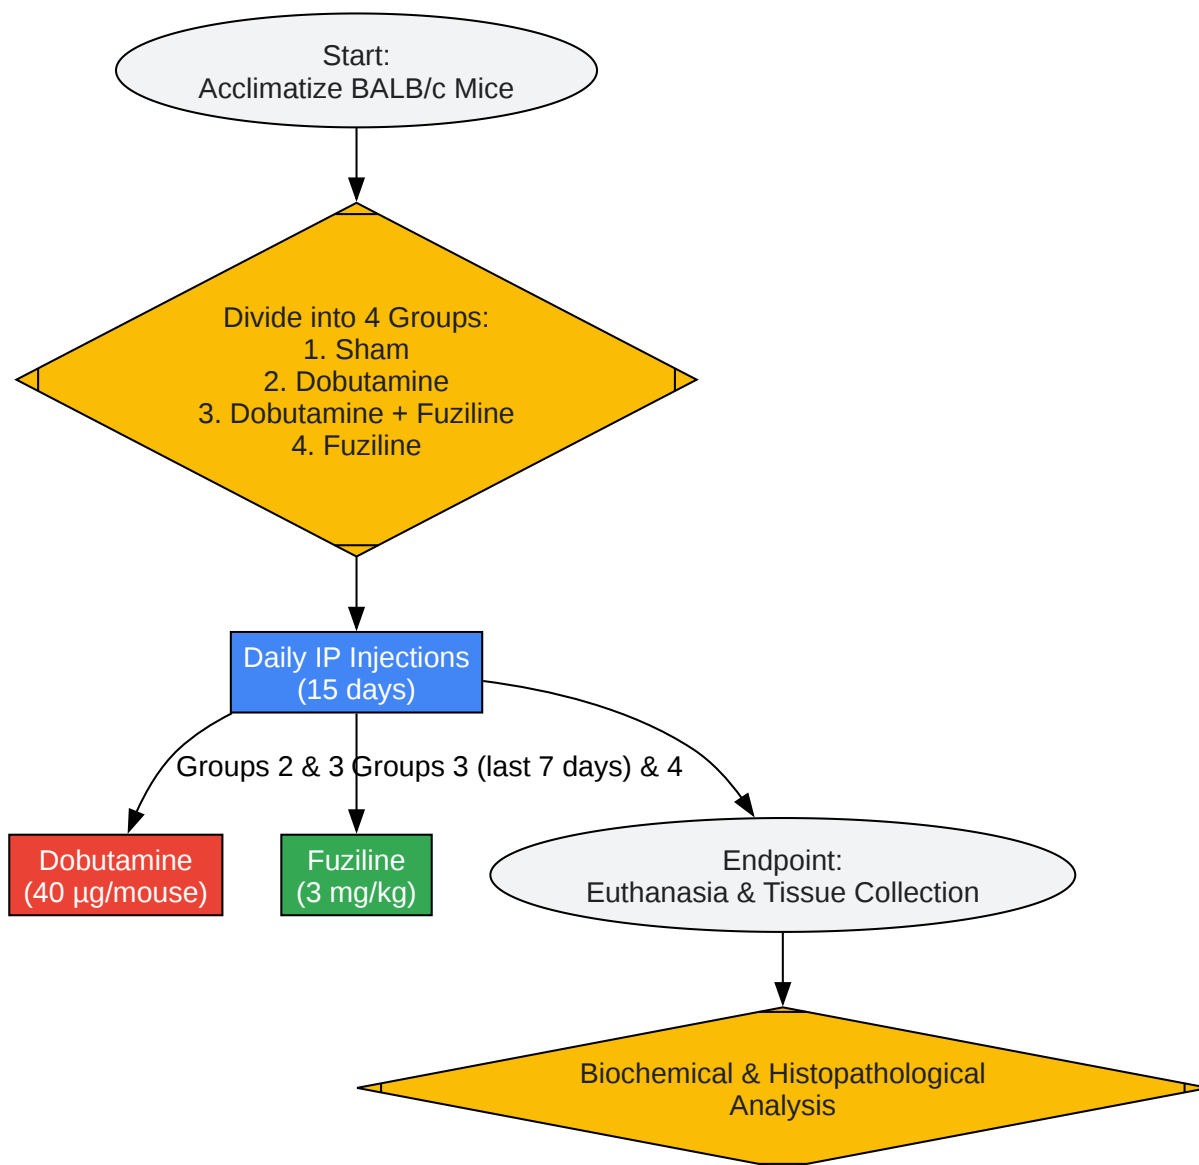 Start:
Acclimatize BALB/c Mice
Divide into 4 Groups:
1. Sham
2. Dobutamine
3. Dobutamine + Fuziline
4. Fuziline
Daily IP Injections
(15 days)
Groups 2 & 3
Groups 3 (last 7 days) & 4
Dobutamine
(40 µg/mouse)
Fuziline
(3 mg/kg)
Endpoint:
Euthanasia & Tissue Collection
Biochemical & Histopathological
Analysis